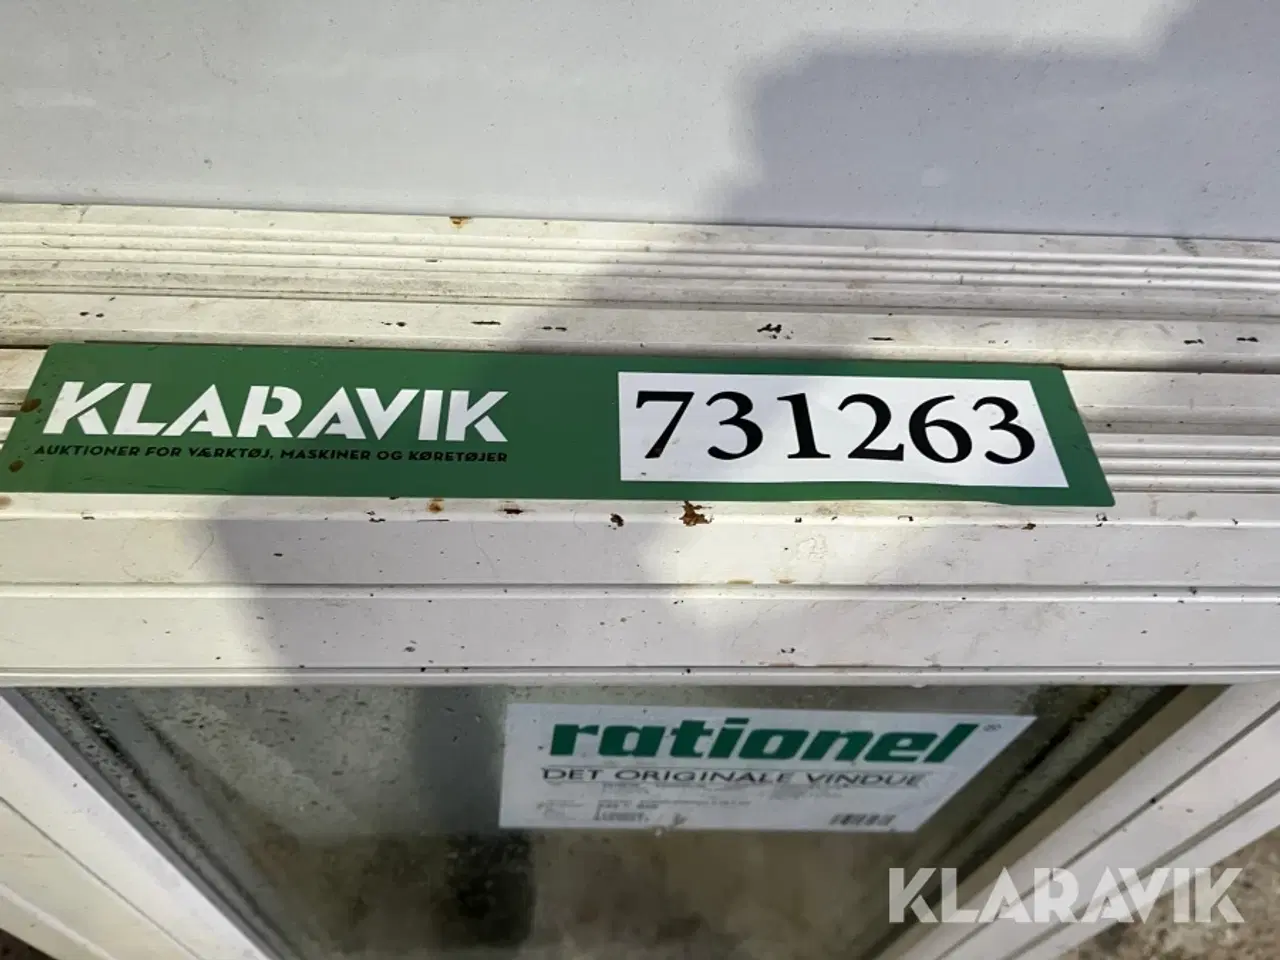 KLARAVIK
AUKTIONER FOR VÆRKTØJ, MASKINER OG KØRETØJER
731263
rationel®
DET ORIGINALE VINDUE
KLARAVIK